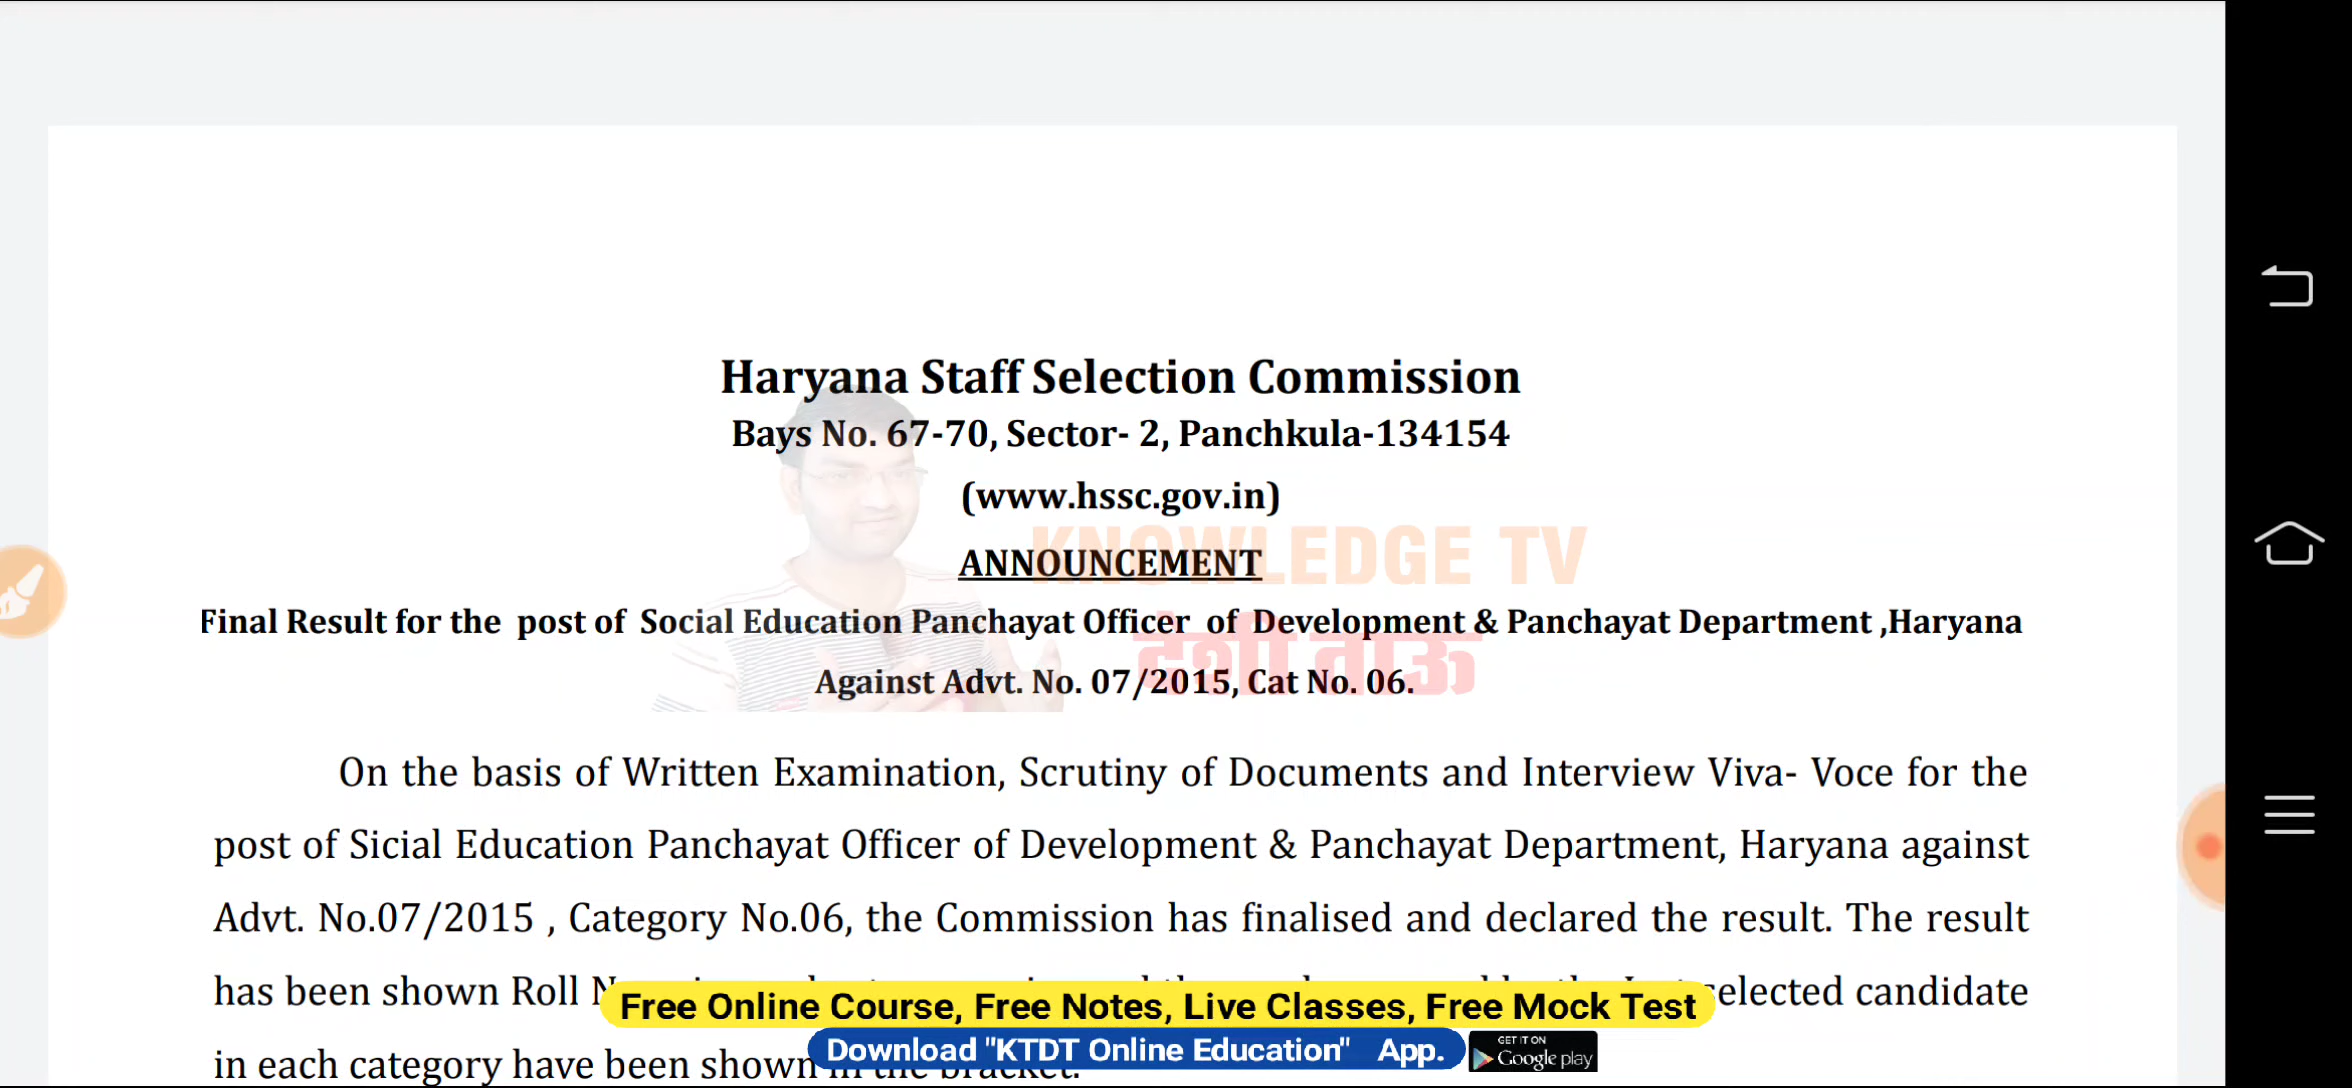 Haryana Staff Selection Commission
Bays No. 67-70, Sector- 2, Panchkula-134154
(www.hssc.gov.in)
KNOWLEDGE TV
ANNOUNCEMENT
Final Result for the post of Social Education Panchayat Officer of Development & Panchayat Department ,Haryana
देशी ताऊ
Against Advt. No. 07/2015, Cat No. 06.
On the basis of Written Examination, Scrutiny of Documents and Interview Viva- Voce for the
post of Sicial Education Panchayat Officer of Development & Panchayat Department, Haryana against
Advt. No.07/2015 , Category No.06, the Commission has finalised and declared the result. The result
has been shown Roll selected candidate
Free Online Course, Free Notes, Live Classes, Free Mock Test
in each category have been shown in the bracket.
Download "KTDT Online Education" App.
GET IT ON
Google play